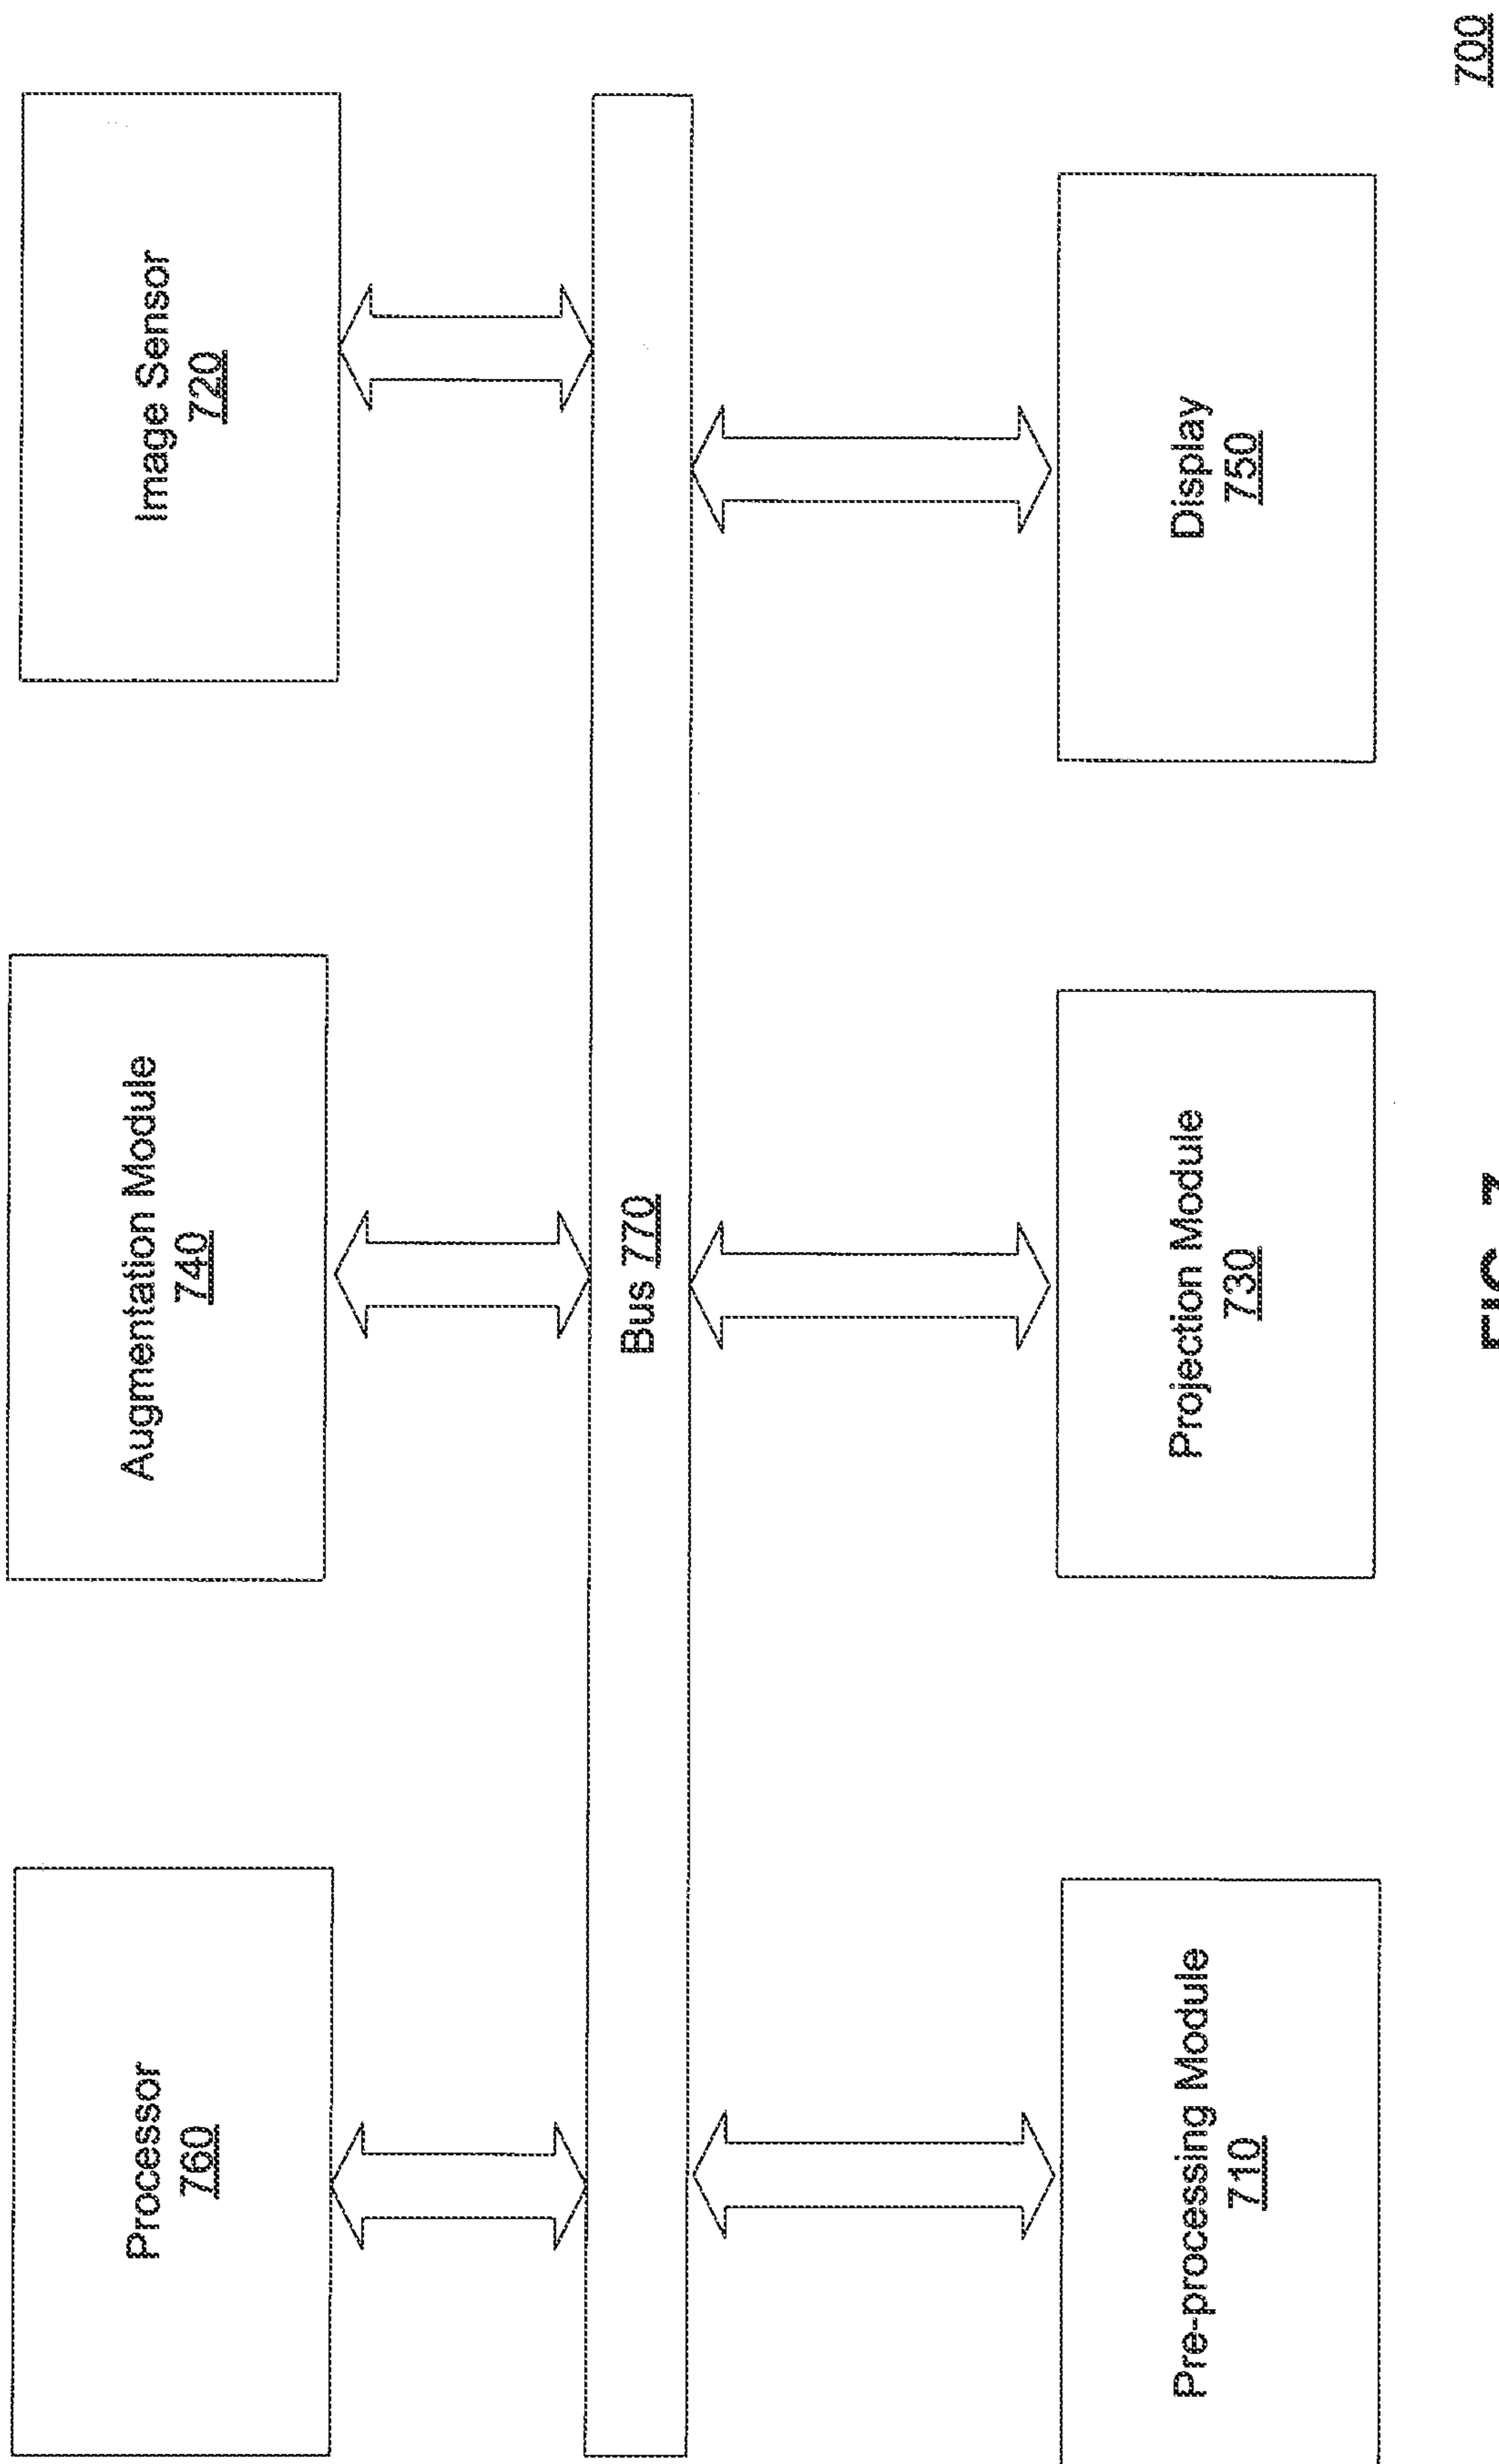 Processor
760
Augmentation Module
740
Image Sensor
720
Bus 770
Pre-processing Module
710
Projection Module
730
Display
750
700